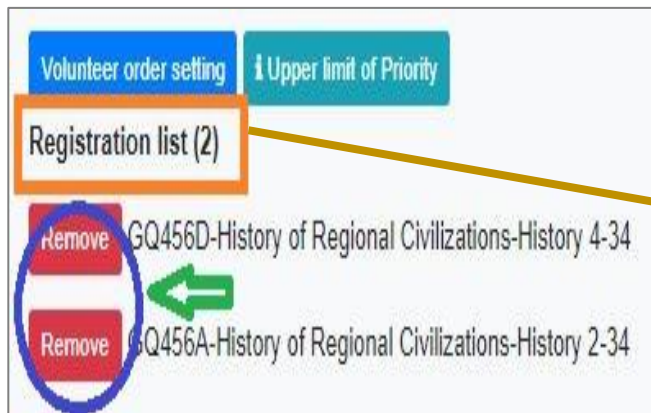 Volunteer order setting ℹ Upper limit of Priority
Registration list (2)
Remove GQ456D-History of Regional Civilizations-History 4-34
Remove GQ456A-History of Regional Civilizations-History 2-34